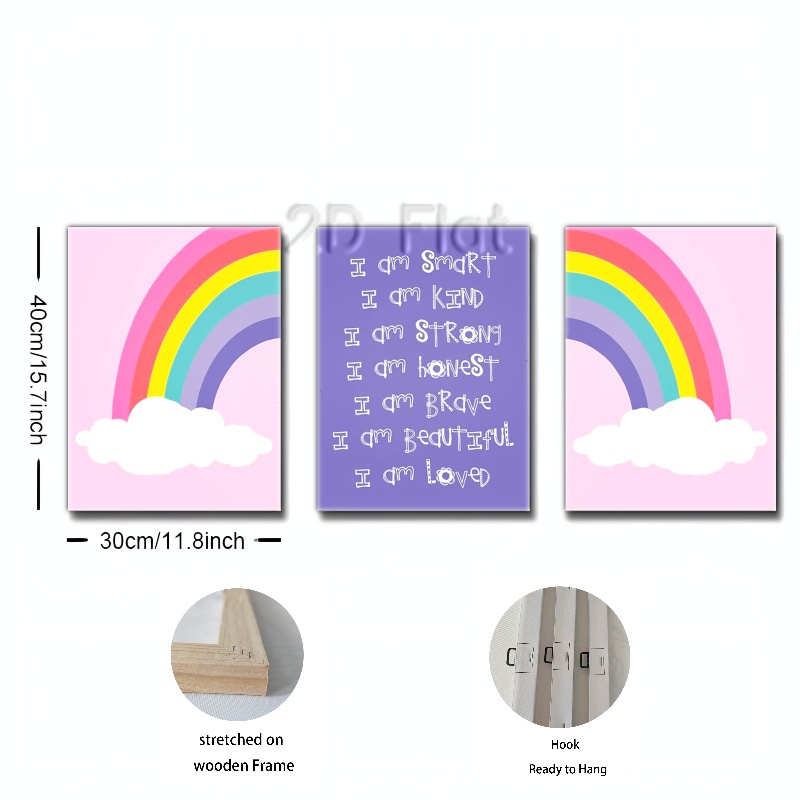 2D Flat
I am SmaRT
I am KIND
I am STRONg
I am hoNeST
I am BRave
I am BeauTIfuL
I am LoveD
40cm/15.7inch
30cm/11.8inch
stretched on
wooden Frame
Hook
Ready to Hang